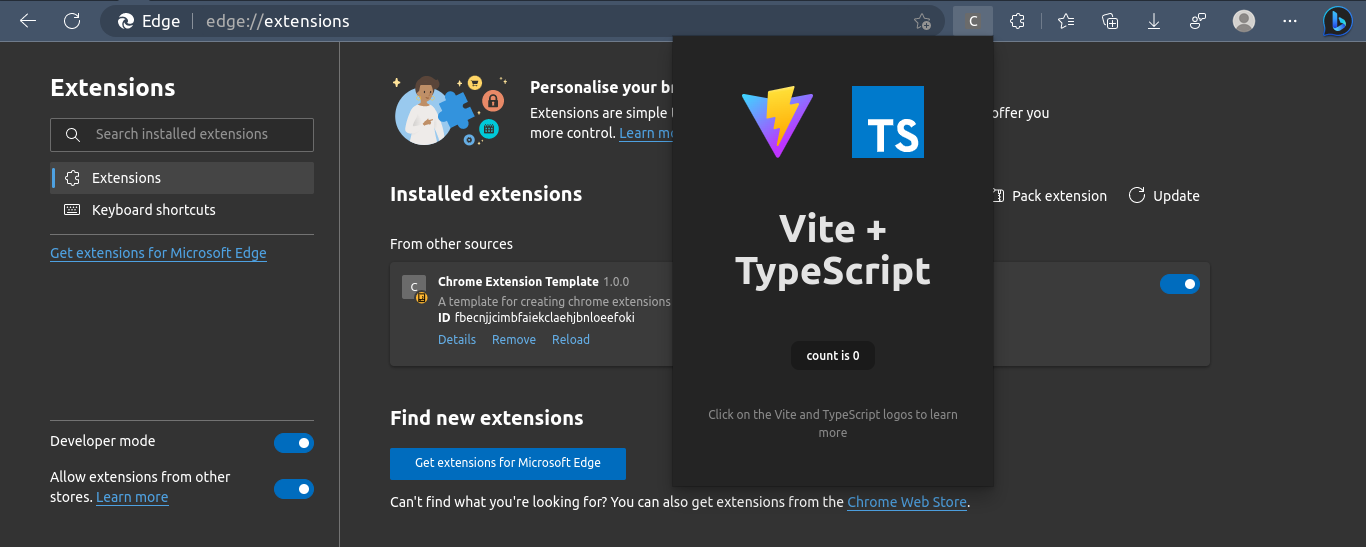 Edge
edge://extensions
C
Extensions
Search installed extensions
Extensions
Keyboard shortcuts
Get extensions for Microsoft Edge
Developer mode
Allow extensions from other
stores. Learn more
Personalise your
Extensions are simple
offer you
more control. Learn
Installed extensions
Pack extension
Update
From other sources
C
Chrome Extension Template 1.0.0
A template for creating chrome extensions
ID fbecnjjcimbfaiekclaehjbnloeefoki
Details Remove Reload
Find new extensions
Get extensions for Microsoft Edge
Can't find what you're looking for? You can also get extensions from the Chrome Web Store.
TS
Vite +
TypeScript
count is 0
Click on the Vite and TypeScript logos to learn
more